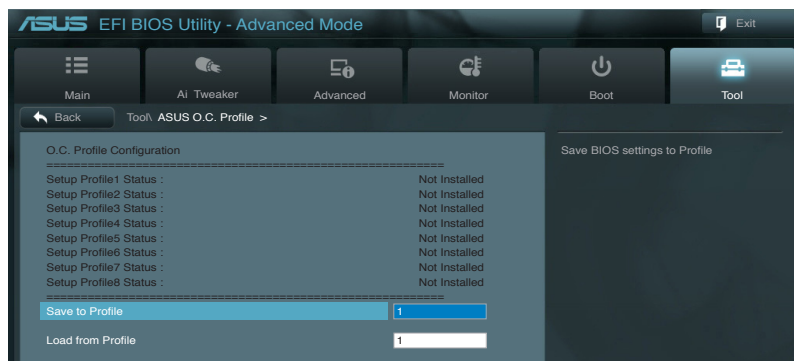 ASUS EFI BIOS Utility - Advanced Mode
Exit
Main
Ai Tweaker
Advanced
Monitor
Boot
Tool
Back
Tool\ ASUS O.C. Profile >
O.C. Profile Configuration
Save BIOS settings to Profile
============================================================
Setup Profile1 Status : Not Installed
Setup Profile2 Status : Not Installed
Setup Profile3 Status : Not Installed
Setup Profile4 Status : Not Installed
Setup Profile5 Status : Not Installed
Setup Profile6 Status : Not Installed
Setup Profile7 Status : Not Installed
Setup Profile8 Status : Not Installed
============================================================
Save to Profile 1
Load from Profile 1